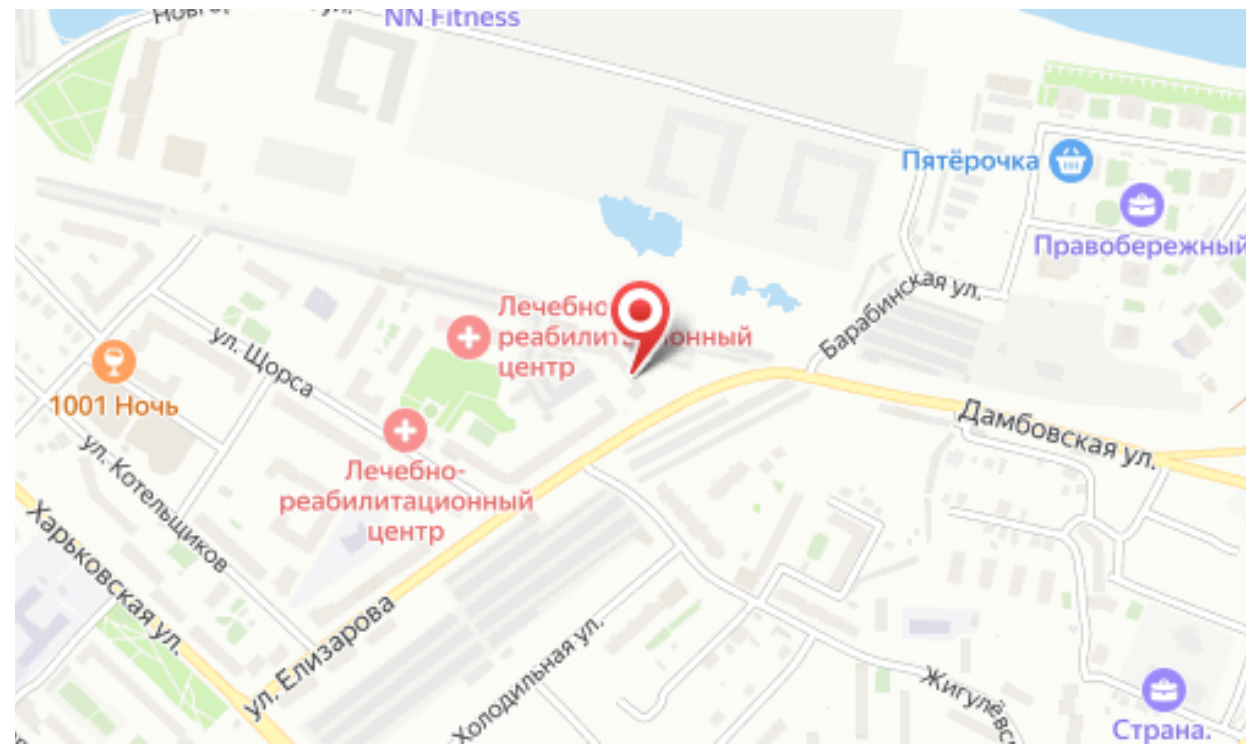 NN Fitness
Пятёрочка
Правобережный
Барабинская ул.
Лечебно-
реабилитационный
центр
ул. Щорса
1001 Ночь
Дамбовская ул.
ул. Котельщиков
Лечебно-
реабилитационный
центр
Харьковская ул.
ул. Елизарова
Холодильная ул.
Жигулёвс
Страна.